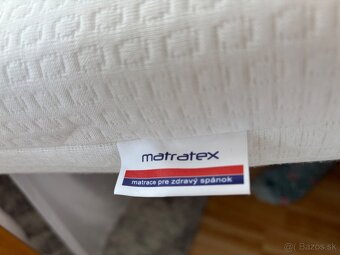 matratex
matrace pre zdravý spánok
Bazos.sk